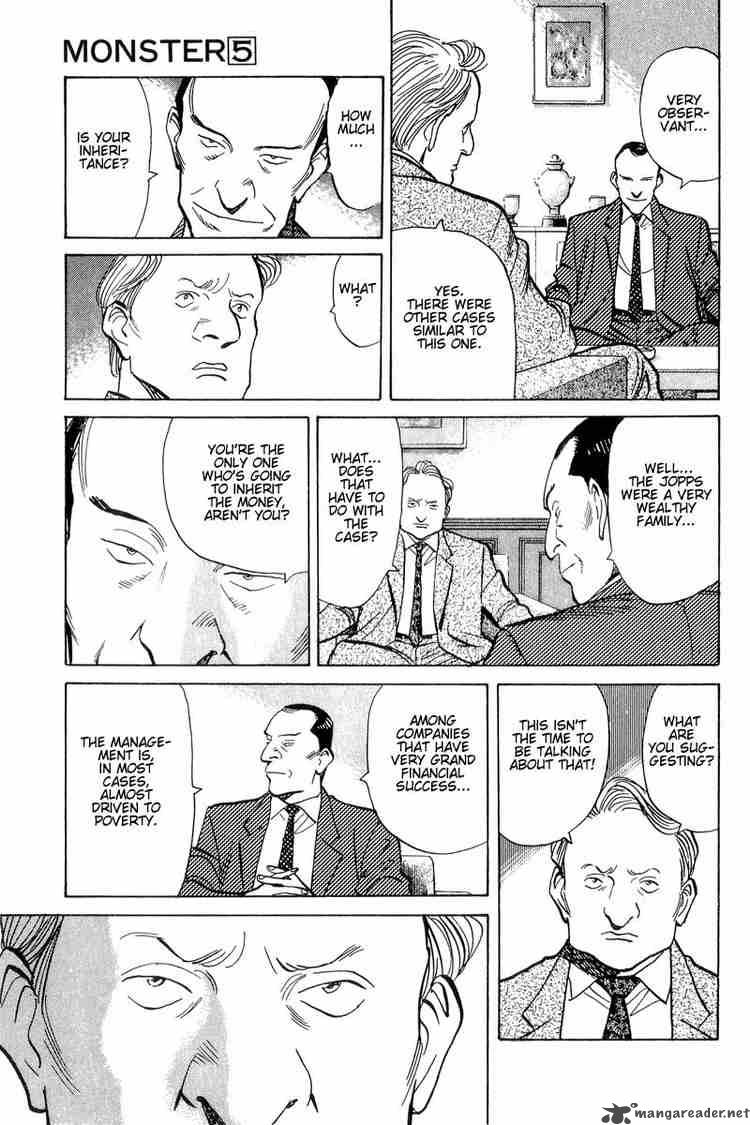 MONSTER 5
VERY
OBSER-
VANT...
YES.
THERE WERE
OTHER CASES
SIMILAR TO
THIS ONE.
HOW
MUCH
...
IS YOUR
INHERI-
TANCE?
WHAT
?
WELL...
THE JOPPS
WERE A VERY
WEALTHY
FAMILY...
WHAT...
DOES
THAT
HAVE TO
DO WITH
THE
CASE?
YOU'RE THE
ONLY ONE
WHO'S GOING
TO INHERIT
THE MONEY,
AREN'T YOU?
WHAT
ARE
YOU SUG-
GESTING?
THIS ISN'T
THE TIME
TO BE TALKING
ABOUT THAT!
AMONG
COMPANIES
THAT HAVE
VERY GRAND
FINANCIAL
SUCCESS...
THE MANAGE-
MENT IS,
IN MOST
CASES,
ALMOST
DRIVEN TO
POVERTY.
mangareader.net